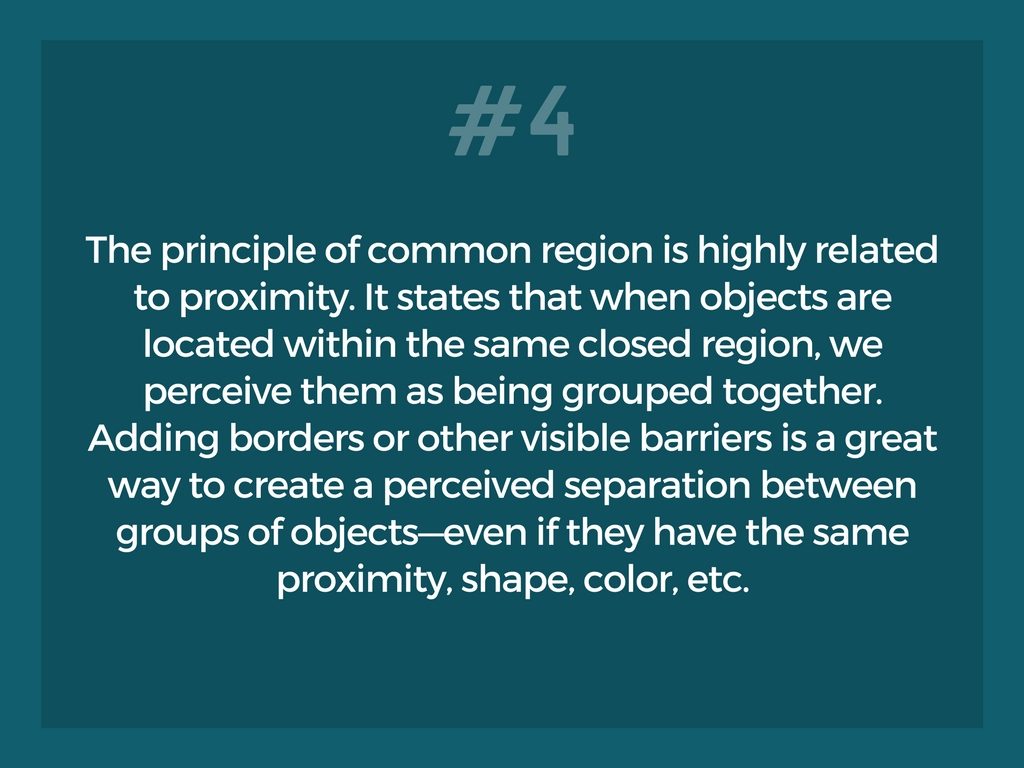 #4
The principle of common region is highly related
to proximity. It states that when objects are
located within the same closed region, we
perceive them as being grouped together.
Adding borders or other visible barriers is a great
way to create a perceived separation between
groups of objects—even if they have the same
proximity, shape, color, etc.